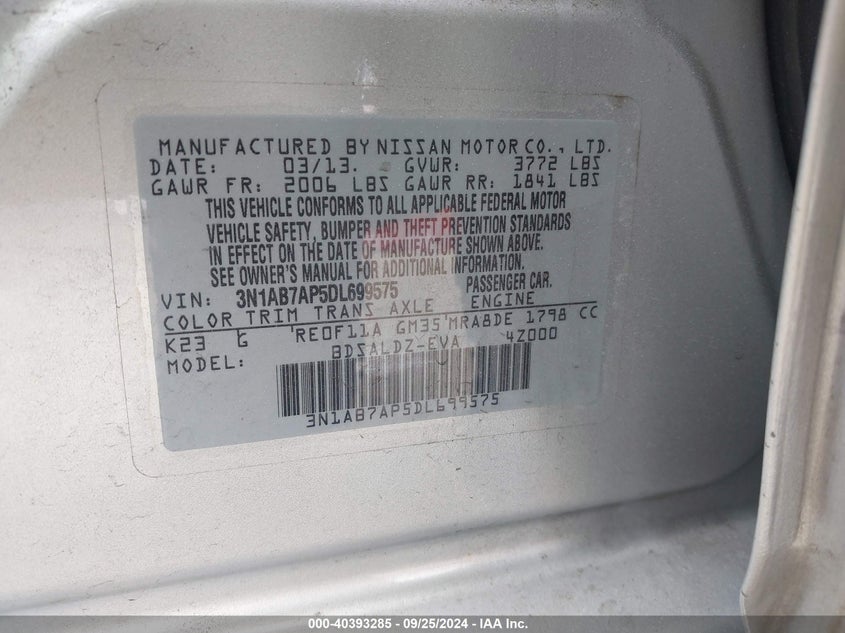 MANUFACTURED BY NISSAN MOTOR CO., LTD.
DATE: 03/13. GVWR: 3772 LBS
GAWR FR: 2006 LBS GAWR RR: 1841 LBS
THIS VEHICLE CONFORMS TO ALL APPLICABLE FEDERAL MOTOR
VEHICLE SAFETY, BUMPER AND THEFT PREVENTION STANDARDS
IN EFFECT ON THE DATE OF MANUFACTURE SHOWN ABOVE.
SEE OWNER'S MANUAL FOR ADDITIONAL INFORMATION.
VIN: 3N1AB7AP5DL699575 PASSENGER CAR.
COLOR TRIM TRANS AXLE ENGINE
K23 G RE0F11A GM35 MRA8DE 1798 CC
MODEL: BDSALDZ-EVA 4Z000
3N1AB7AP5DL699575
000-40393285 - 09/25/2024 - IAA Inc.